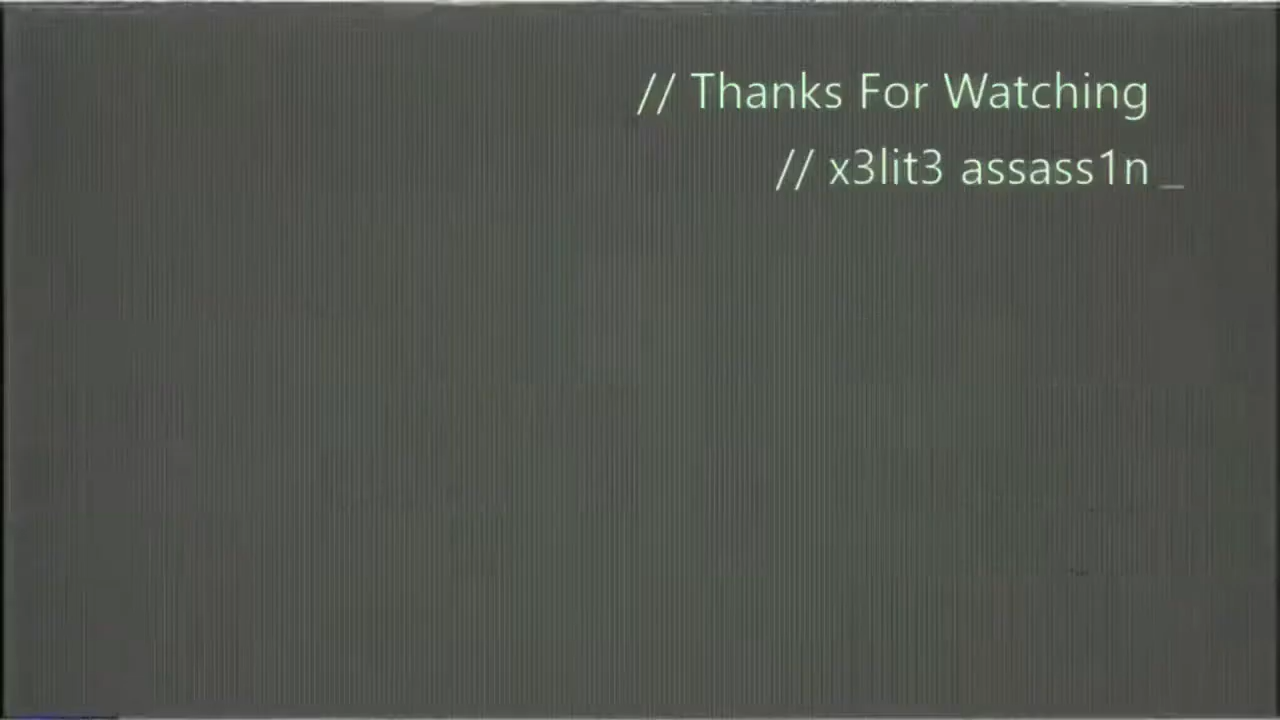 // Thanks For Watching
// x3lit3 assass1n _